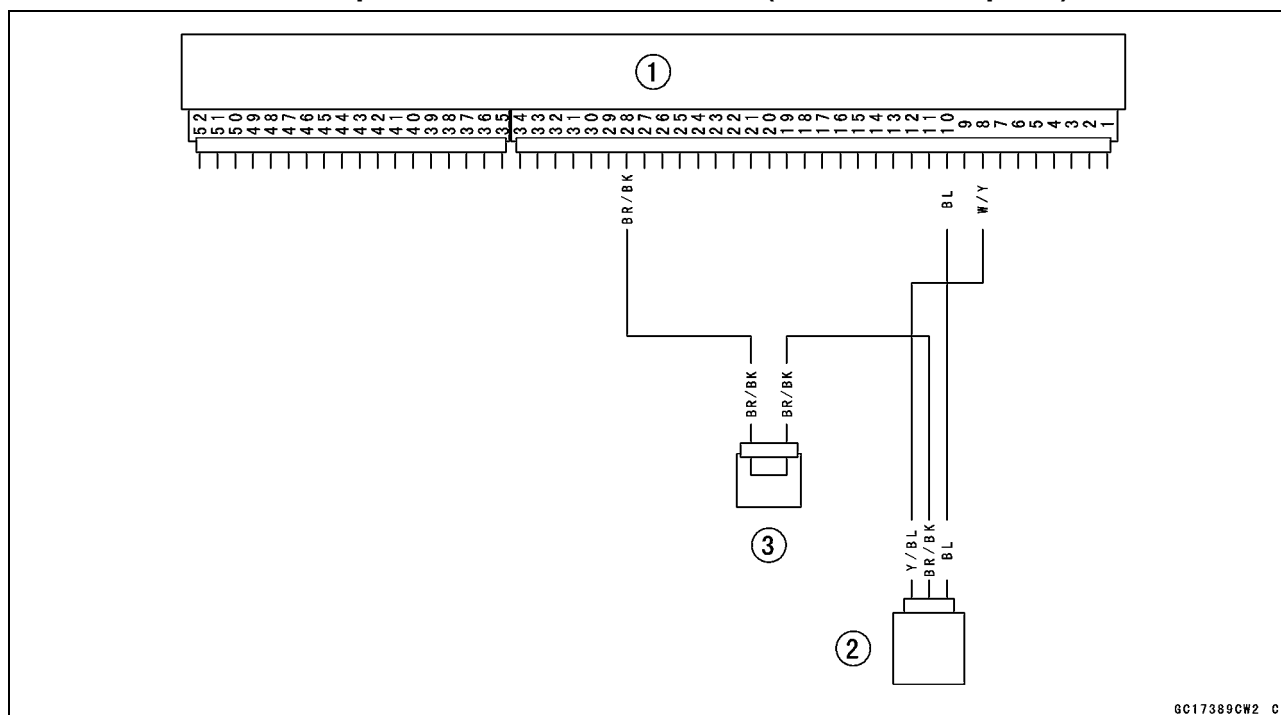 ①
52 51 50 49 48 47 46 45 44 43 42 41 40 39 38 37 36 35 34 33 32 31 30 29 28 27 26 25 24 23 22 21 20 19 18 17 16 15 14 13 12 11 10 9 8 7 6 5 4 3 2 1
BR/BK BL W/Y
BR/BK BR/BK
③
Y/BL BR/BK BL
②
GC17389CW2 C